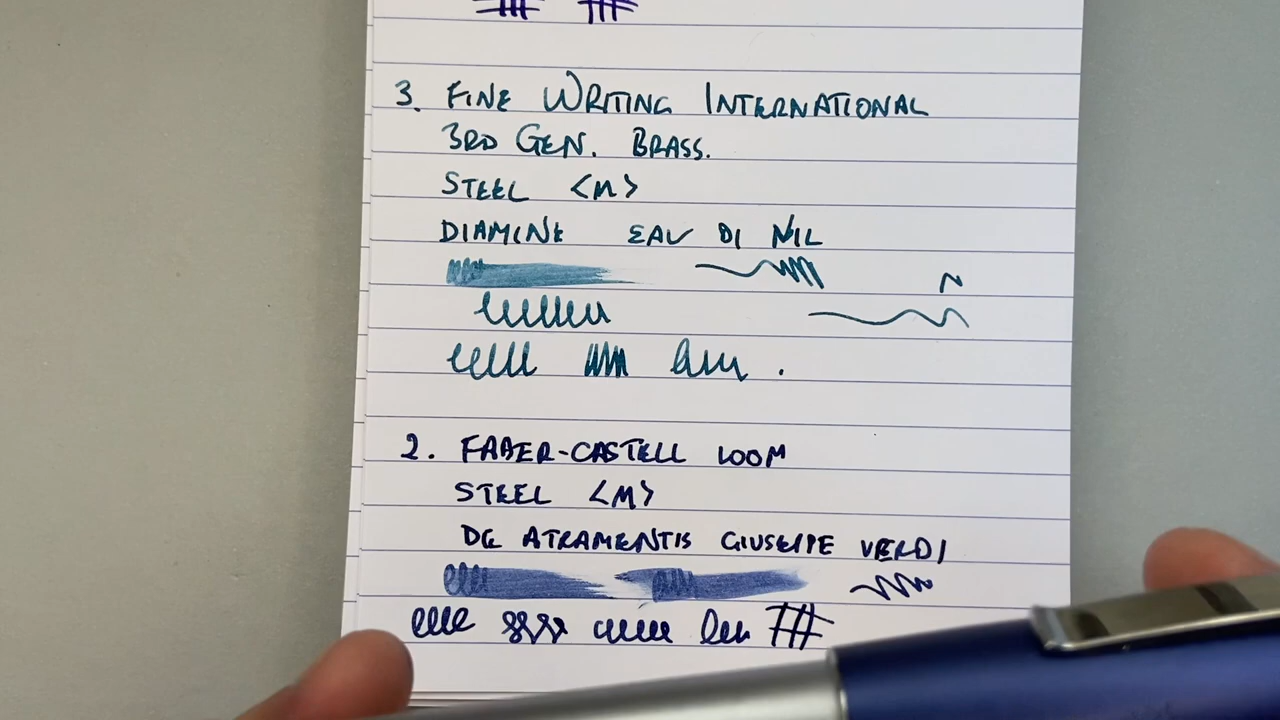 3. FINE WRITING INTERNATIONAL
3RD GEN. BRASS.
STEEL <M>
DIAMINE EAU DI NIL
2. FABER-CASTELL LOOM
STEEL <M>
DE ATRAMENTIS GIUSEPPE VERDI